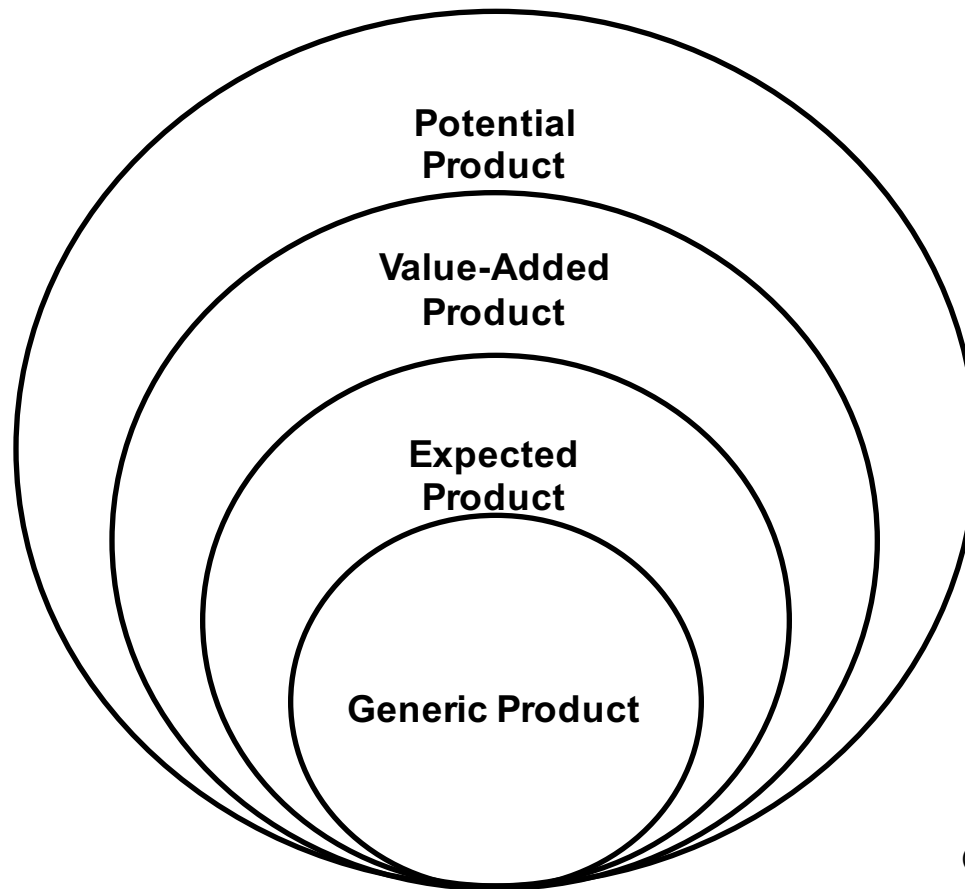 Potential
Product
Value-Added
Product
Expected
Product
Generic Product